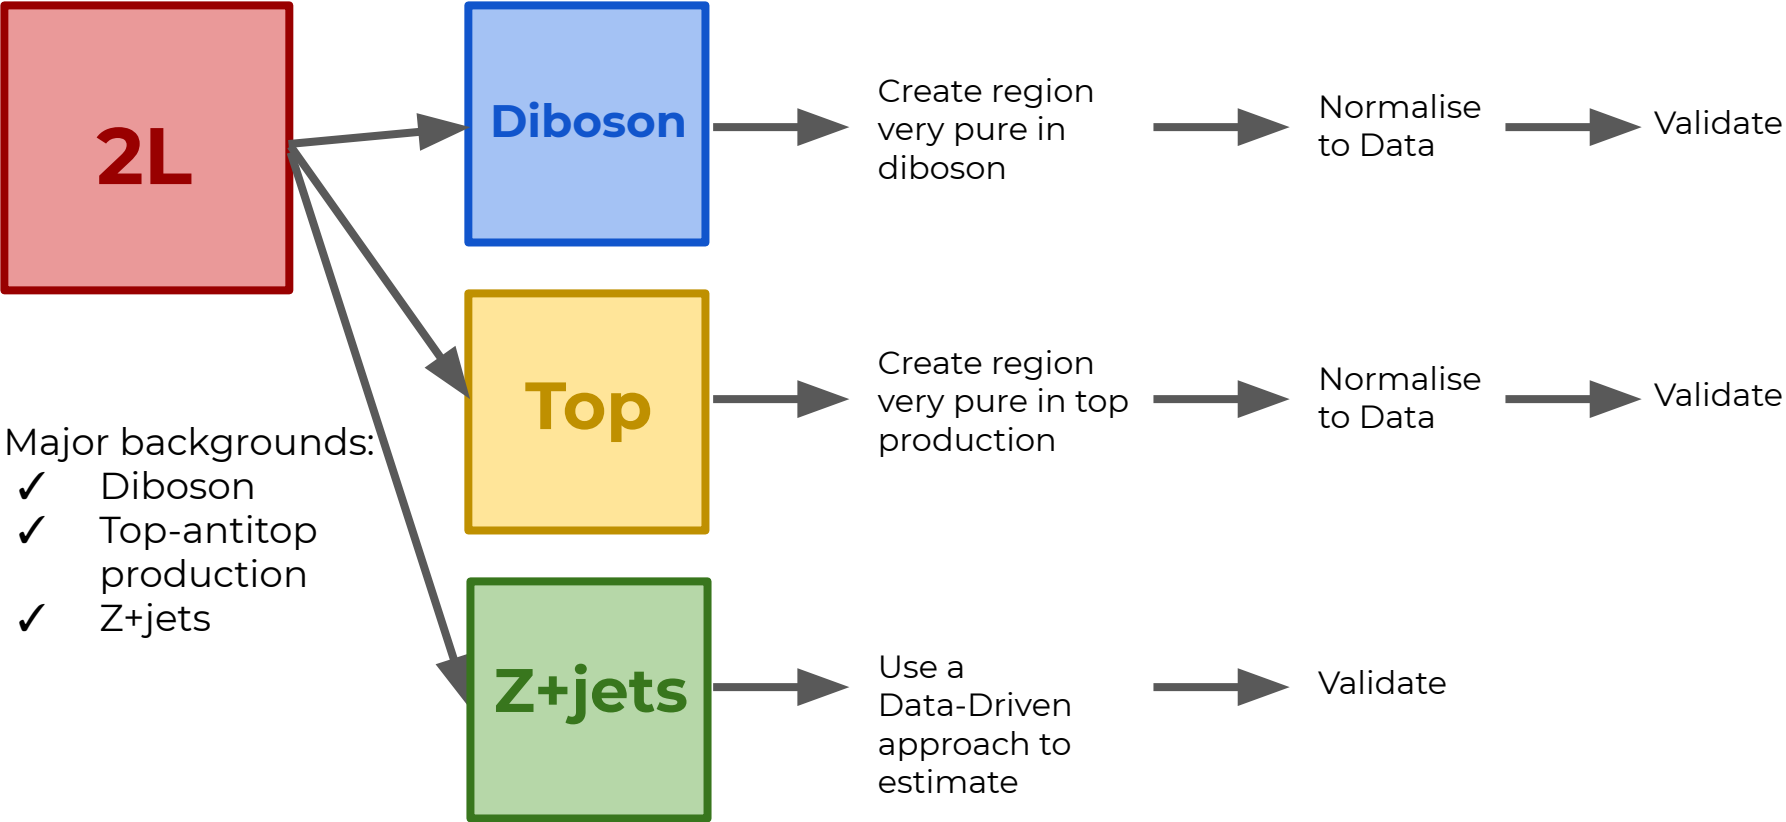 2L
Major backgrounds:
✓ Diboson
✓ Top-antitop
production
✓ Z+jets
Diboson
Create region
very pure in
diboson
Normalise
to Data
Validate
Top
Create region
very pure in top
production
Normalise
to Data
Validate
Z+jets
Use a
Data-Driven
approach to
estimate
Validate